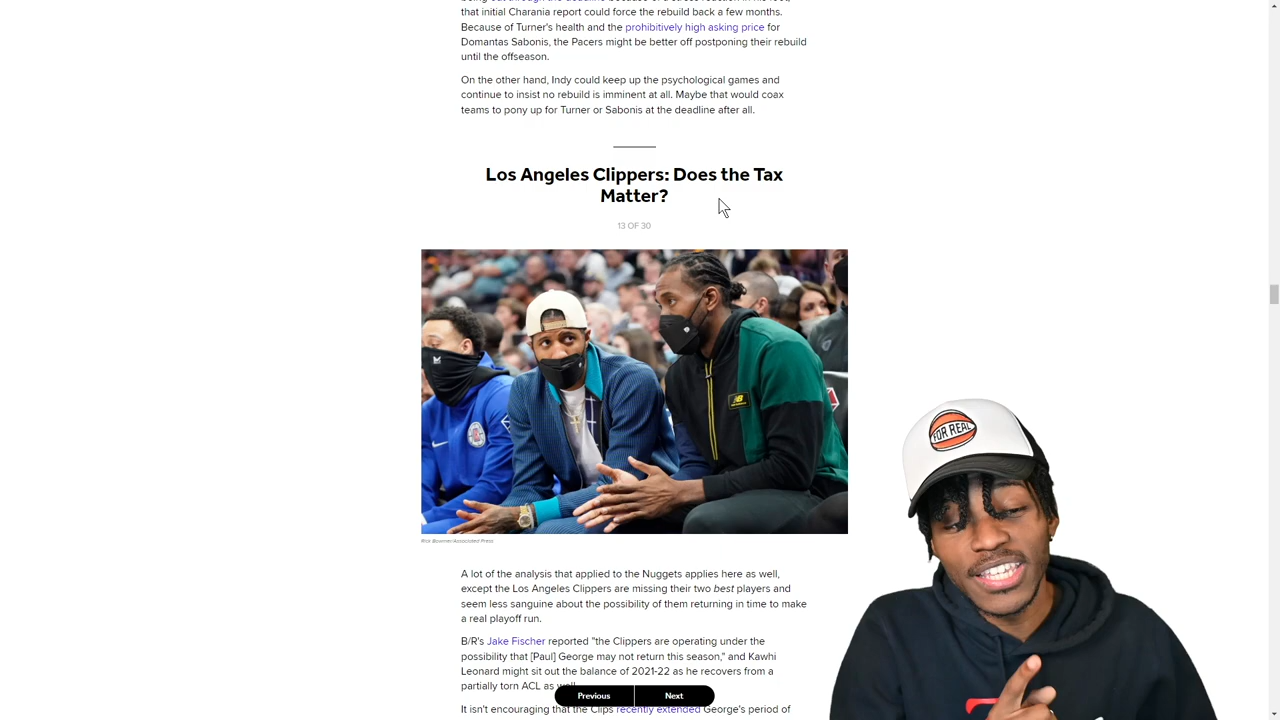 that initial Charania report could force the rebuild back a few months.
Because of Turner's health and the prohibitively high asking price for
Domantas Sabonis, the Pacers might be better off postponing their rebuild
until the offseason.
On the other hand, Indy could keep up the psychological games and
continue to insist no rebuild is imminent at all. Maybe that would coax
teams to pony up for Turner or Sabonis at the deadline after all.
Los Angeles Clippers: Does the Tax
Matter?
13 OF 30
FOR REAL
Rick Bowmer/Associated Press
A lot of the analysis that applied to the Nuggets applies here as well,
except the Los Angeles Clippers are missing their two best players and
seem less sanguine about the possibility of them returning in time to make
a real playoff run.
B/R's Jake Fischer reported "the Clippers are operating under the
possibility that [Paul] George may not return this season," and Kawhi
Leonard might sit out the balance of 2021-22 as he recovers from a
partially torn ACL as well.
Previous
Next
It isn't encouraging that the Clips recently extended George's period of